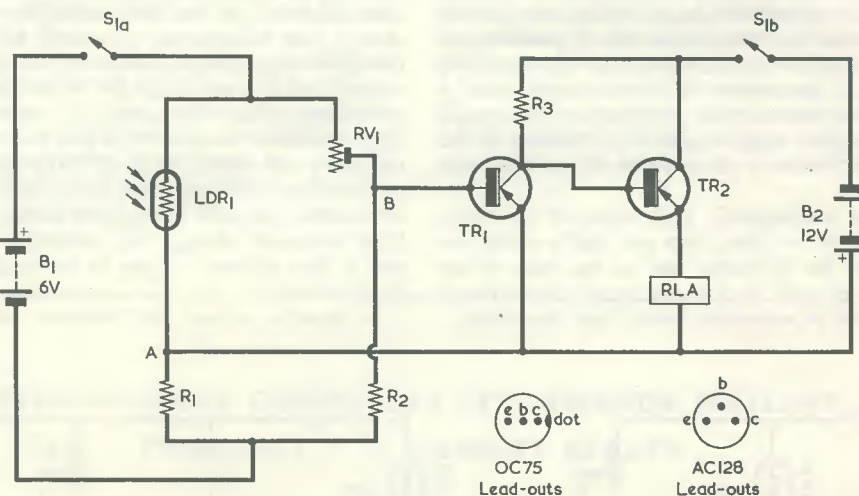 S1a
S1b
R3
RV1
LDR1
B
TR1
TR2
+
B1
6V
B2
12V
+
RLA
A
R1
R2
e b c dot
b
e c
OC75
Lead-outs
AC128
Lead-outs